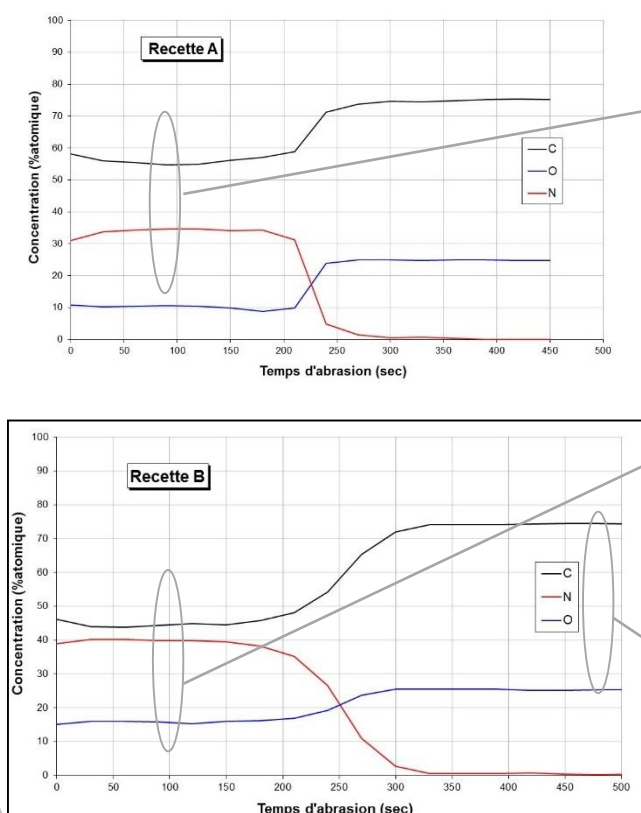 Recette A
Concentration (%atomique)
100
90
80
70
60
50
40
30
20
10
0
0 50 100 150 200 250 300 350 400 450 500
Temps d'abrasion (sec)
C
O
N
Recette B
Concentration (%atomique)
100
90
80
70
60
50
40
30
20
10
0
0 50 100 150 200 250 300 350 400 450 500
Temps d'abrasion (sec)
C
N
O